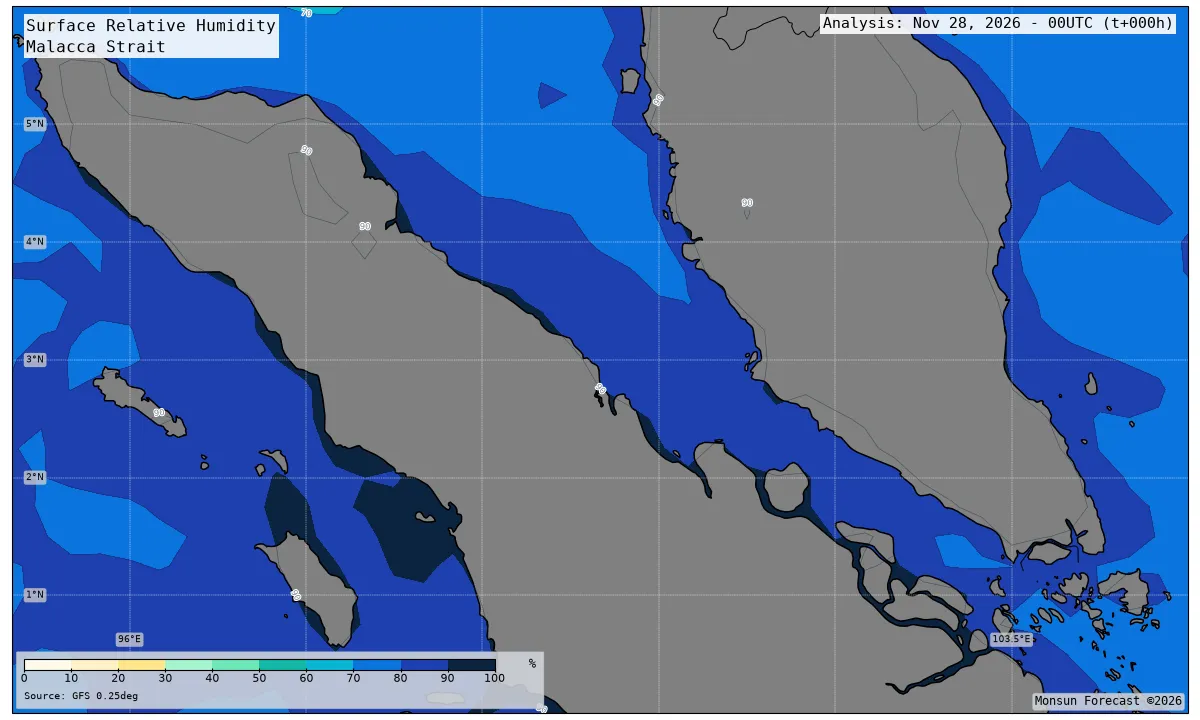 Surface Relative Humidity
Malacca Strait
Analysis: Nov 28, 2026 - 00UTC (t+000h)
70
90
5°N
90
90
90
4°N
3°N
90
90
2°N
1°N
90
96°E
103.5°E
%
0 10 20 30 40 50 60 70 80 90 100
Source: GFS 0.25deg
90
Monsun Forecast ©2026